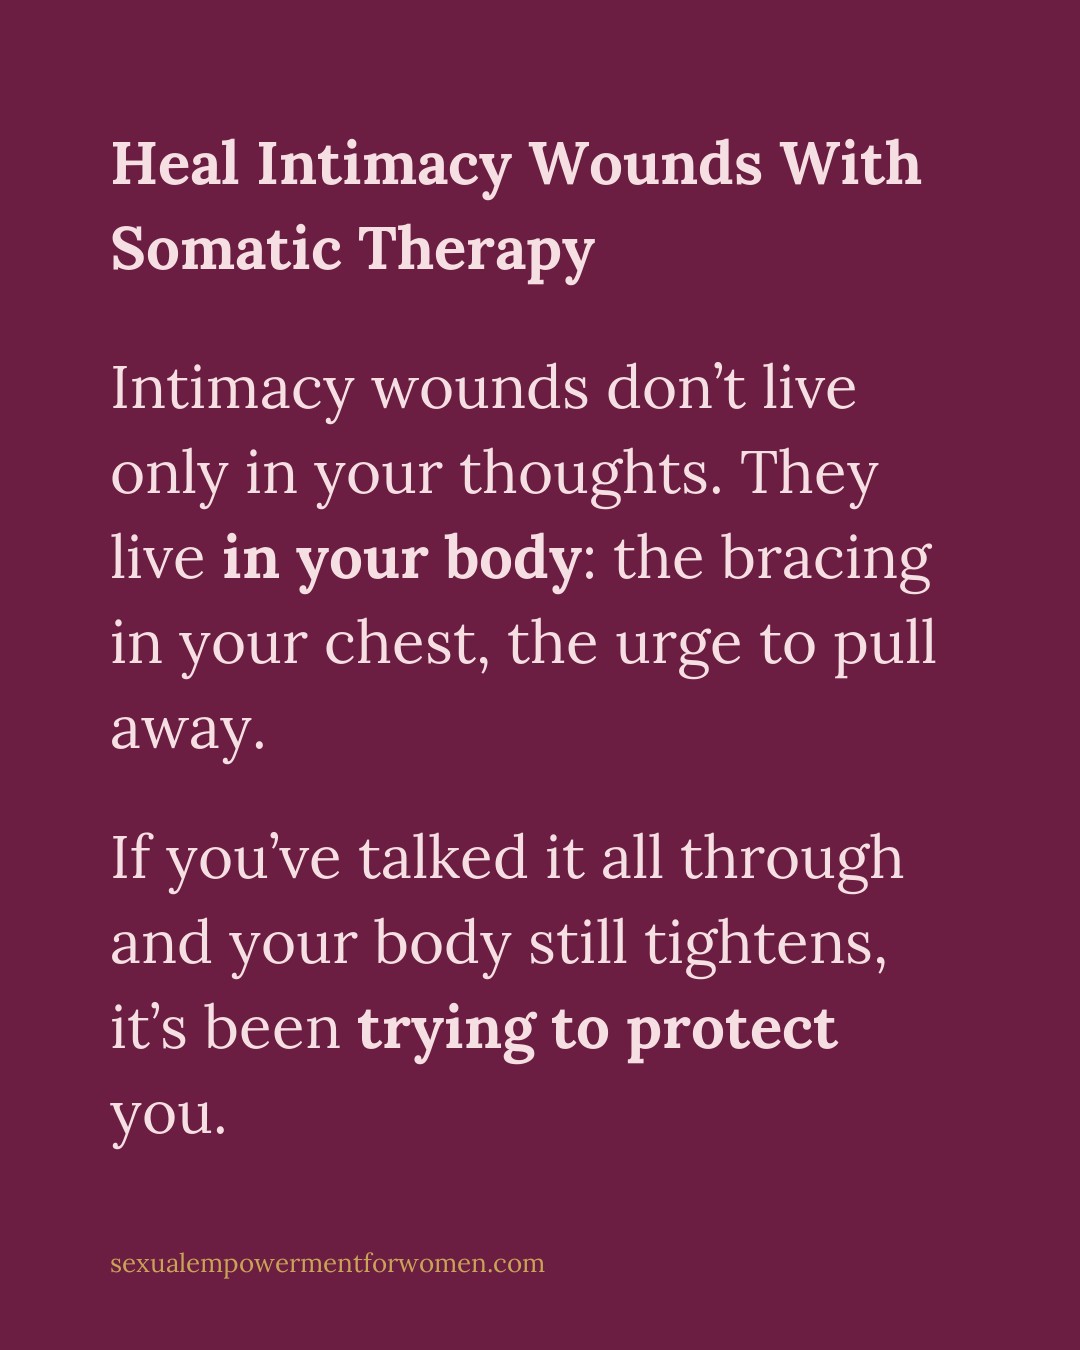 Heal Intimacy Wounds With
Somatic Therapy
Intimacy wounds don’t live
only in your thoughts. They
live in your body: the bracing
in your chest, the urge to pull
away.
If you’ve talked it all through
and your body still tightens,
it’s been trying to protect
you.
sexualempowermentforwomen.com